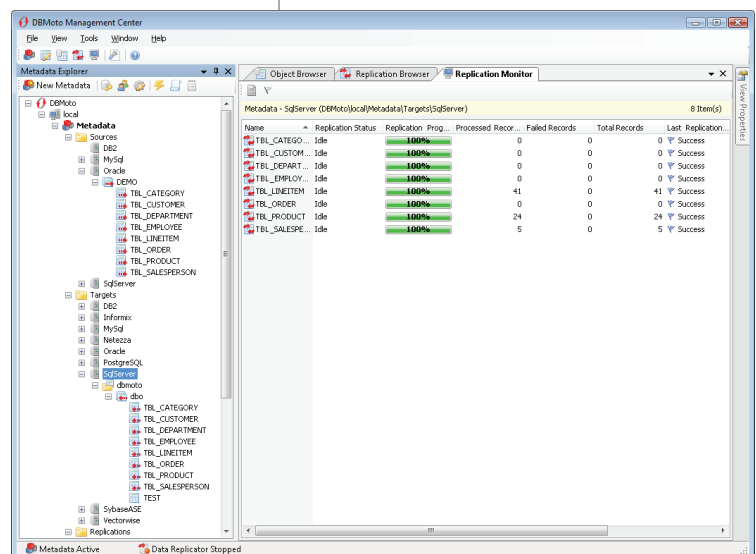 DBMoto Management Center
File View Tools Window Help
Metadata Explorer
New Metadata
DBMoto
local
Metadata
Sources
DB2
MySql
Oracle
DEMO
TBL_CATEGORY
TBL_CUSTOMER
TBL_DEPARTMENT
TBL_EMPLOYEE
TBL_LINEITEM
TBL_ORDER
TBL_PRODUCT
TBL_SALESPERSON
SqlServer
Targets
DB2
Informix
MySql
Netezza
Oracle
PostgreSQL
SqlServer
dbmoto
dbo
TBL_CATEGORY
TBL_CUSTOMER
TBL_DEPARTMENT
TBL_EMPLOYEE
TBL_LINEITEM
TBL_ORDER
TBL_PRODUCT
TBL_SALESPERSON
TEST
SybaseASE
Vectorwise
Replications
Object Browser Replication Browser Replication Monitor
Metadata - SqlServer (DBMoto\local\Metadata\Targets\SqlServer) 8 Item(s)
Name Replication Status Replication Prog... Processed Recor... Failed Records Total Records Last Replication...
TBL_CATEGO... Idle 100% 0 0 0 Success
TBL_CUSTOM... Idle 100% 0 0 0 Success
TBL_DEPART... Idle 100% 0 0 0 Success
TBL_EMPLOY... Idle 100% 0 0 0 Success
TBL_LINEITEM Idle 100% 41 0 41 Success
TBL_ORDER Idle 100% 0 0 0 Success
TBL_PRODUCT Idle 100% 24 0 24 Success
TBL_SALESPE... Idle 100% 5 0 5 Success
View Properties
Metadata Active Data Replicator Stopped